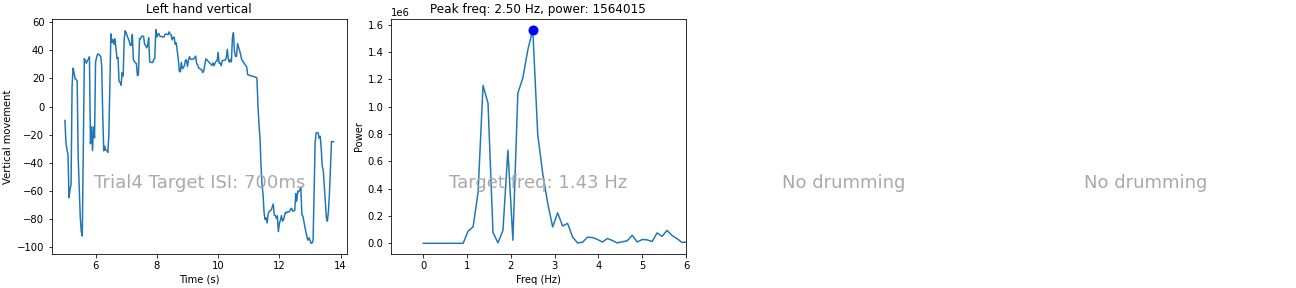 Left hand vertical
Vertical movement
60
40
20
0
−20
−40
−60
−80
−100
6
8
10
12
14
Time (s)
Trial4 Target ISI: 700ms
Peak freq: 2.50 Hz, power: 1564015
1e6
Power
1.6
1.4
1.2
1.0
0.8
0.6
0.4
0.2
0.0
0
1
2
3
4
5
6
Freq (Hz)
Target freq: 1.43 Hz
No drumming
No drumming